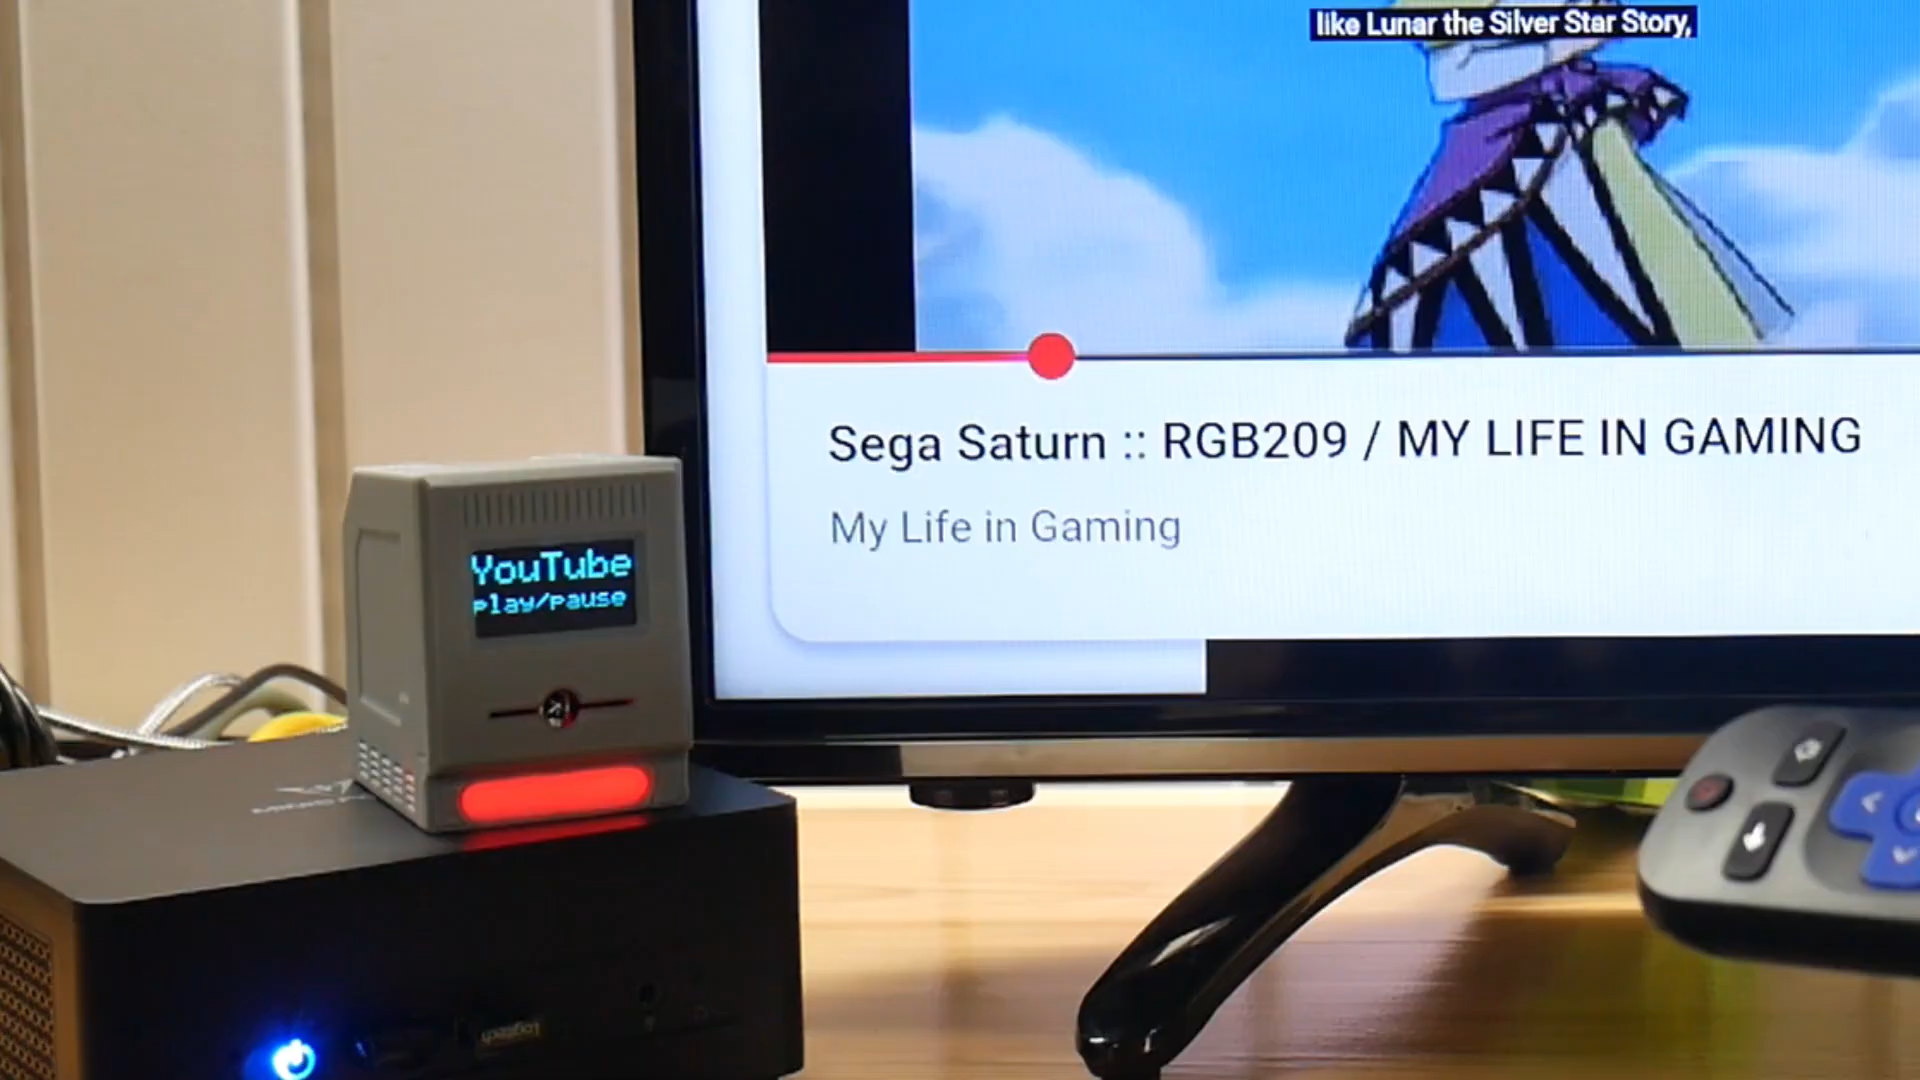 like Lunar the Silver Star Story,
Sega Saturn :: RGB209 / MY LIFE IN GAMING
My Life in Gaming
YouTube
play/pause
Logitech